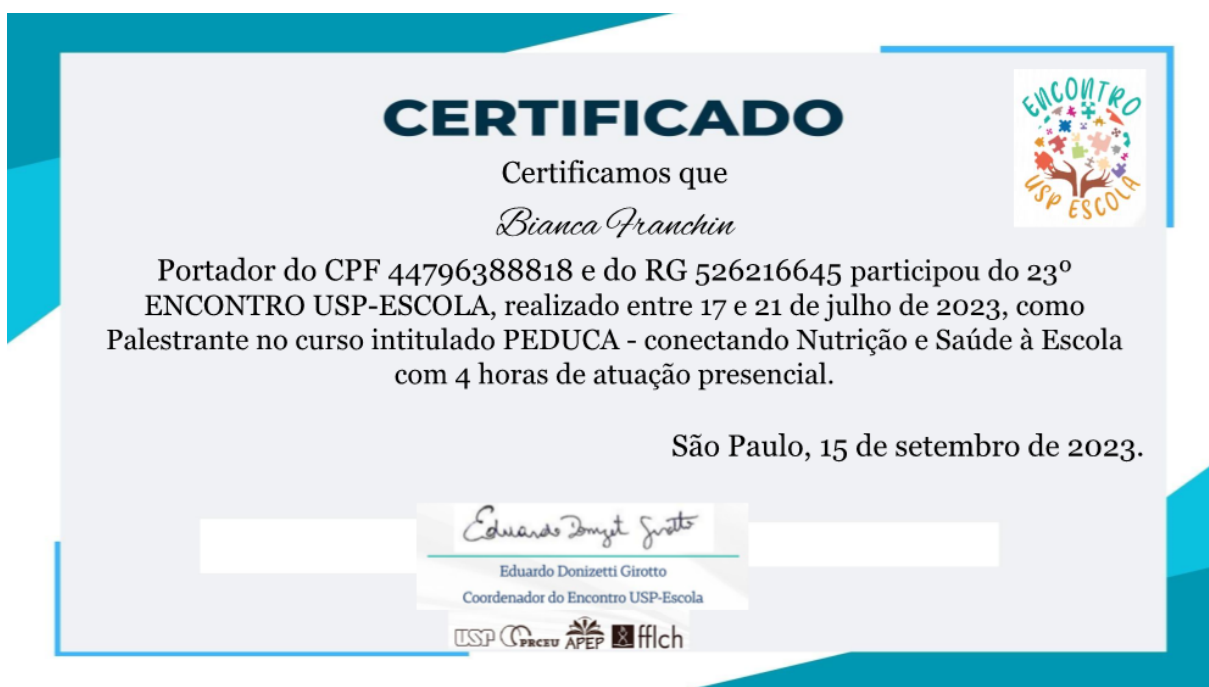 CERTIFICADO
ENCONTRO
USP ESCOLA
Certificamos que
Bianca Franchin
Portador do CPF 44796388818 e do RG 526216645 participou do 23º
ENCONTRO USP-ESCOLA, realizado entre 17 e 21 de julho de 2023, como
Palestrante no curso intitulado PEDUCA - conectando Nutrição e Saúde à Escola
com 4 horas de atuação presencial.
São Paulo, 15 de setembro de 2023.
Eduardo Donizeti Girotto
Eduardo Donizetti Girotto
Coordenador do Encontro USP-Escola
USP PRCEU APEP fflch